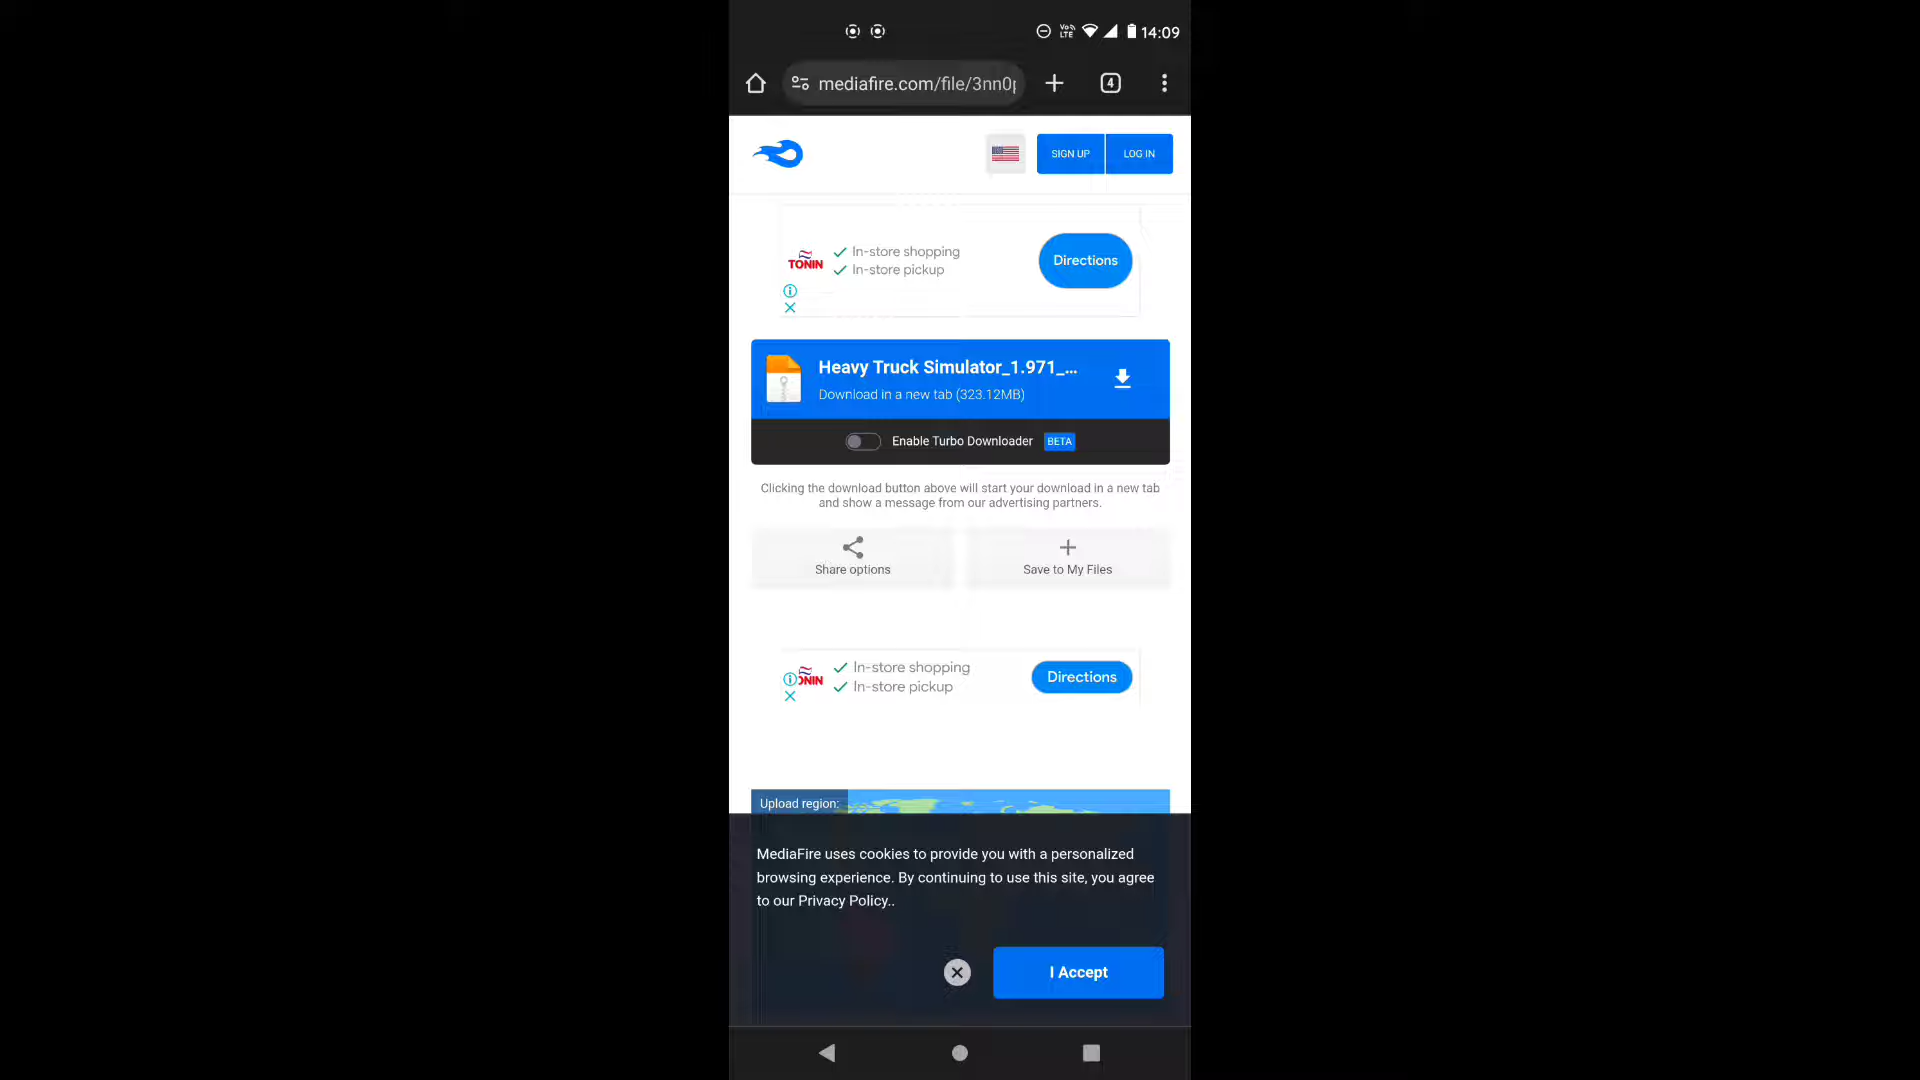 VoLTE 14:09
mediafire.com/file/3nn0
4
SIGN UP LOG IN
TONIN
In-store shopping
In-store pickup
Directions
Heavy Truck Simulator_1.971_...
Download in a new tab (323.12MB)
Enable Turbo Downloader BETA
Clicking the download button above will start your download in a new tab
and show a message from our advertising partners.
Share options
Save to My Files
ONIN
In-store shopping
In-store pickup
Directions
Upload region:
MediaFire uses cookies to provide you with a personalized
browsing experience. By continuing to use this site, you agree
to our Privacy Policy..
I Accept